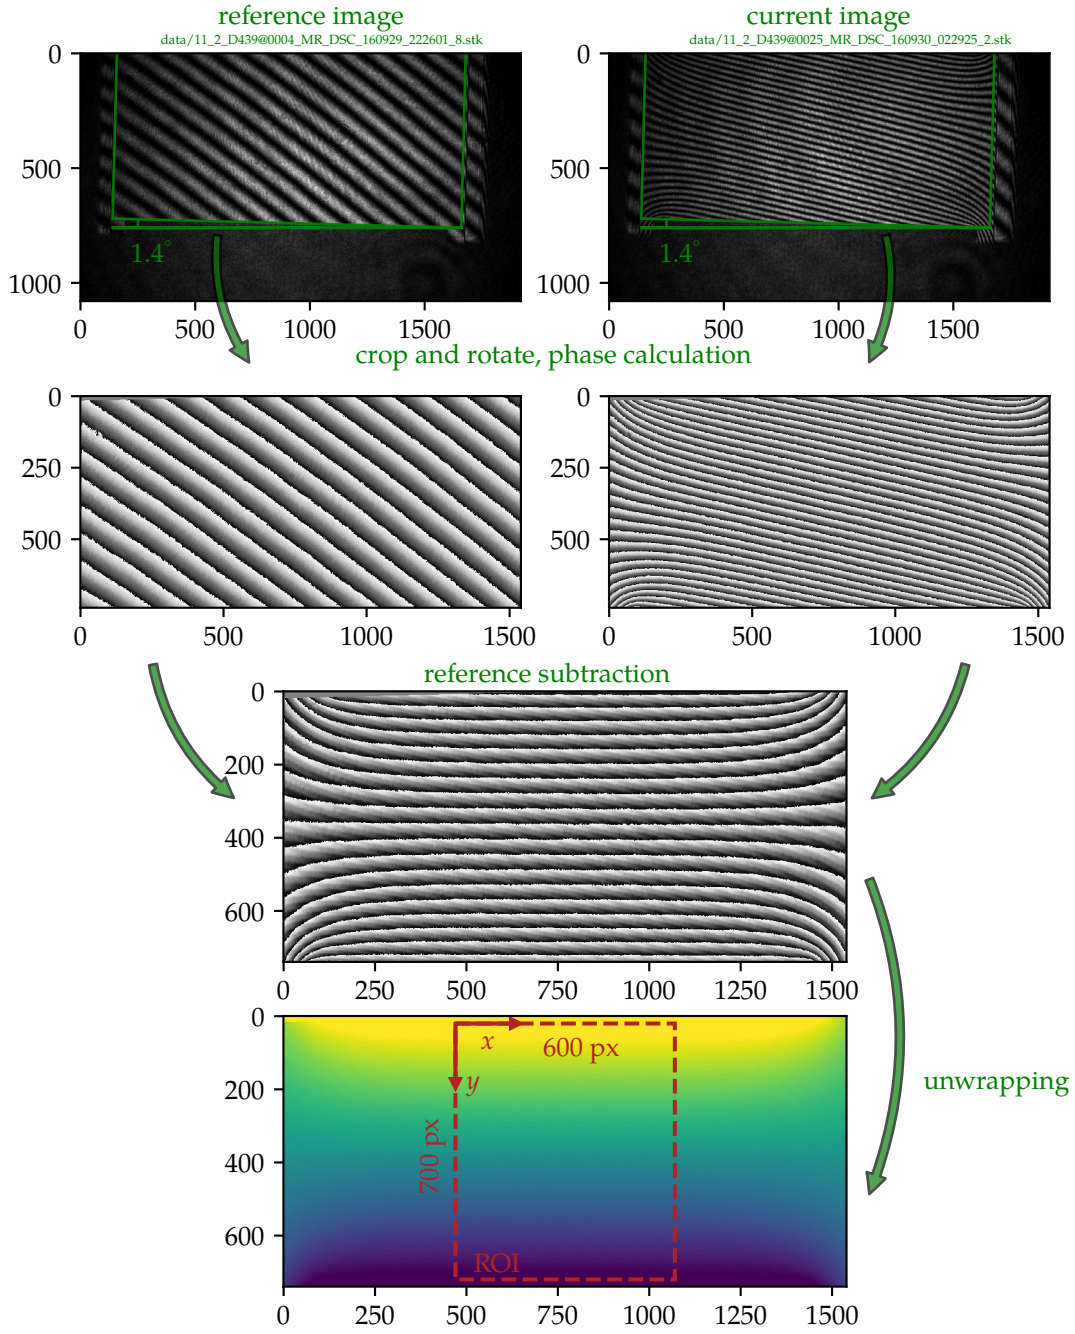 reference image
current image
data/11_2_D439@0004_MR_DSC_160929_222601_8.stk
data/11_2_D439@0025_MR_DSC_160930_022925_2.stk
0
500
1000
1.4°
0 500 1000 1500
0
500
1000
1.4°
0 500 1000 1500
crop and rotate, phase calculation
0
250
500
0 500 1000 1500
0
250
500
0 500 1000 1500
reference subtraction
0
200
400
600
0 250 500 750 1000 1250 1500
0
200
400
600
x
600 px
y
700 px
ROI
0 250 500 750 1000 1250 1500
unwrapping